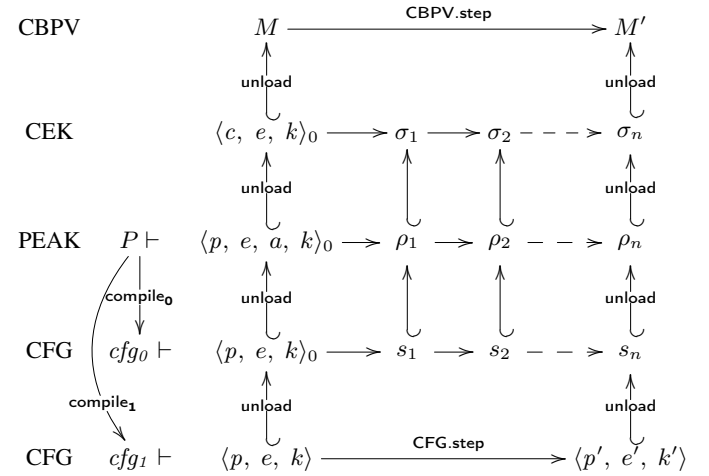 CBPV.step
CBPV M M′
unload unload
CEK ⟨c, e, k⟩₀ σ₁ σ₂ σₙ
unload unload
PEAK P ⊢ ⟨p, e, a, k⟩₀ ρ₁ ρ₂ ρₙ
compile₀ unload unload
CFG cfg₀ ⊢ ⟨p, e, k⟩₀ s₁ s₂ sₙ
compile₁ unload unload
CFG.step
CFG cfg₁ ⊢ ⟨p, e, k⟩ ⟨p′, e′, k′⟩